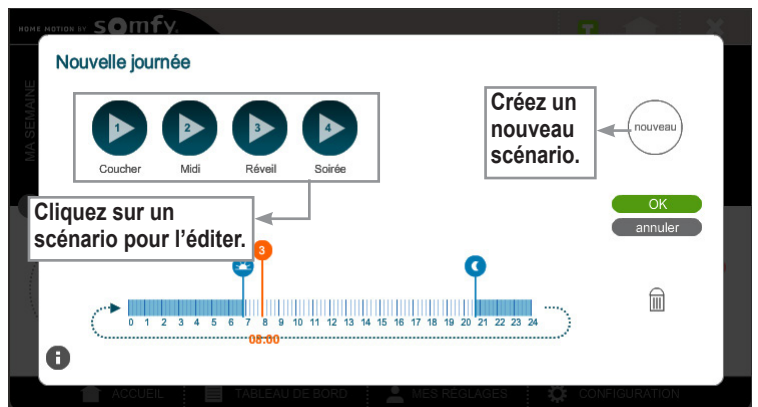 HOME MOTION BY somfy.
MA SEMAINE
Nouvelle journée
1 2 3 4
Coucher Midi Réveil Soirée
Créez un
nouveau
scénario.
nouveau
Cliquez sur un
scénario pour l'éditer.
OK
annuler
3
0 1 2 3 4 5 6 7 8 9 10 11 12 13 14 15 16 17 18 19 20 21 22 23 24
08:00
i
ACCUEIL TABLEAU DE BORD MES RÉGLAGES CONFIGURATION